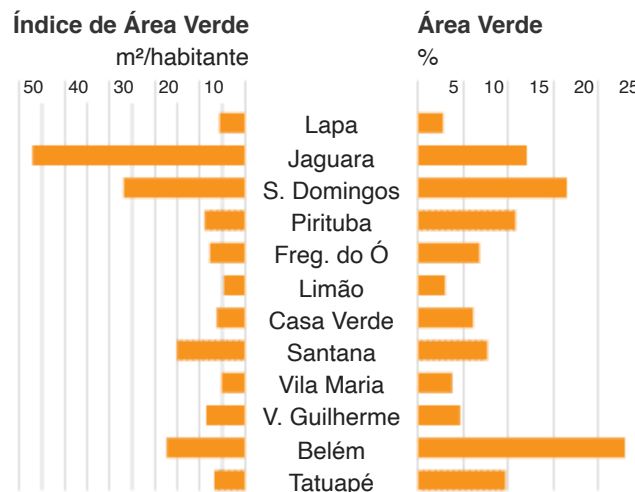 Índice de Área Verde
m²/habitante
50 40 30 20 10
Área Verde
%
5 10 15 20 25
Lapa
Jaguara
S. Domingos
Pirituba
Freg. do Ó
Limão
Casa Verde
Santana
Vila Maria
V. Guilherme
Belém
Tatuapé